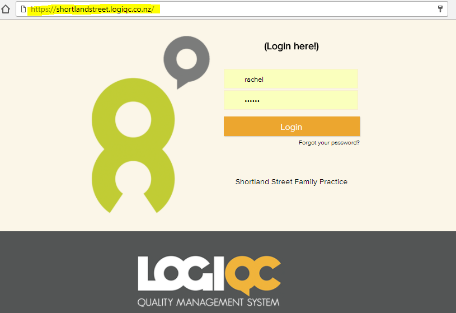 https://shortlandstreet.logiqc.co.nz/
(Login here!)
rachel
••••••
Login
Forgot your password?
Shortland Street Family Practice
LOGIQC
QUALITY MANAGEMENT SYSTEM